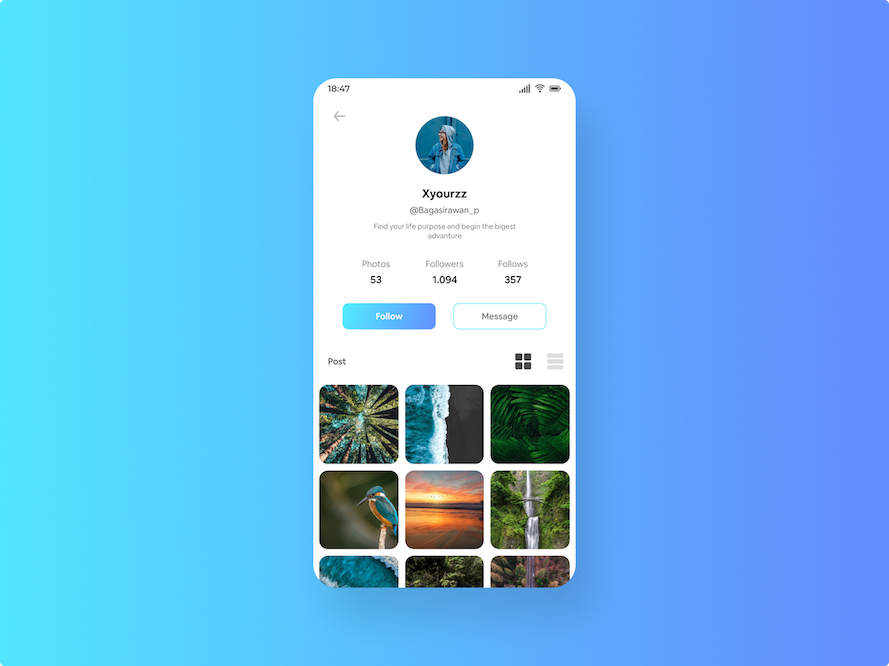 18:47
Xyourzz
@Bagasirawan_p
Find your life purpose and begin the bigest
advanture
Photos Followers Follows
53 1.094 357
Follow Message
Post